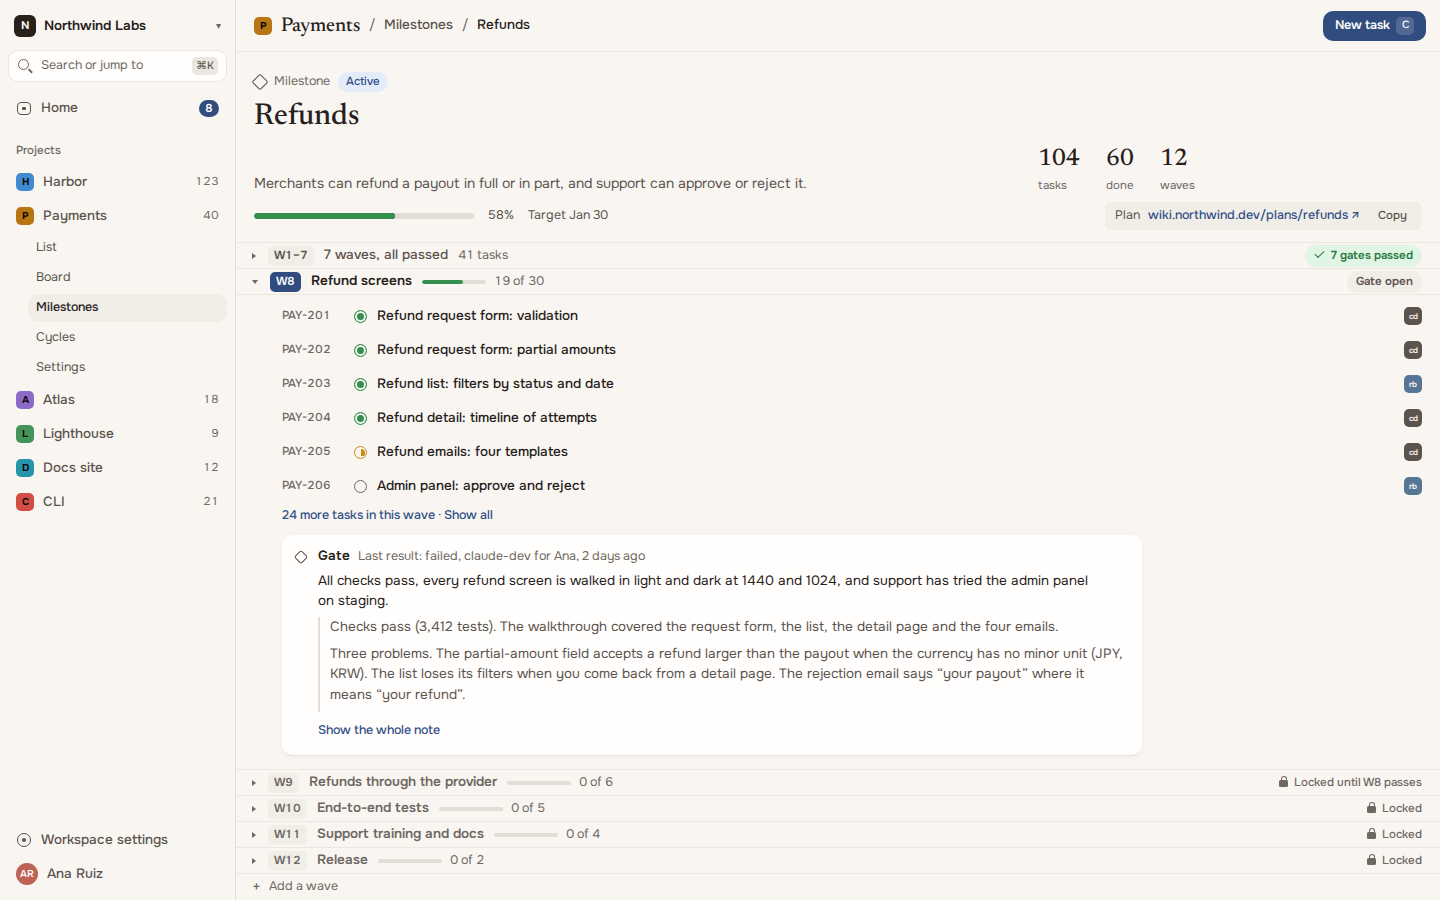 N Northwind Labs
Search or jump to ⌘K
Home 8
Projects
H Harbor 123
P Payments 40
List
Board
Milestones
Cycles
Settings
A Atlas 18
L Lighthouse 9
D Docs site 12
C CLI 21
Workspace settings
AR Ana Ruiz
P Payments / Milestones / Refunds
New task C
Milestone Active
Refunds
Merchants can refund a payout in full or in part, and support can approve or reject it.
104 60 12
tasks done waves
58% Target Jan 30
Plan wiki.northwind.dev/plans/refunds Copy
W1–7 7 waves, all passed 41 tasks 7 gates passed
W8 Refund screens 19 of 30 Gate open
PAY-201 Refund request form: validation cd
PAY-202 Refund request form: partial amounts cd
PAY-203 Refund list: filters by status and date rb
PAY-204 Refund detail: timeline of attempts cd
PAY-205 Refund emails: four templates cd
PAY-206 Admin panel: approve and reject rb
24 more tasks in this wave · Show all
Gate Last result: failed, claude-dev for Ana, 2 days ago
All checks pass, every refund screen is walked in light and dark at 1440 and 1024, and support has tried the admin panel
on staging.
Checks pass (3,412 tests). The walkthrough covered the request form, the list, the detail page and the four emails.
Three problems. The partial-amount field accepts a refund larger than the payout when the currency has no minor unit (JPY,
KRW). The list loses its filters when you come back from a detail page. The rejection email says “your payout” where it
means “your refund”.
Show the whole note
W9 Refunds through the provider 0 of 6 Locked until W8 passes
W10 End-to-end tests 0 of 5 Locked
W11 Support training and docs 0 of 4 Locked
W12 Release 0 of 2 Locked
+ Add a wave